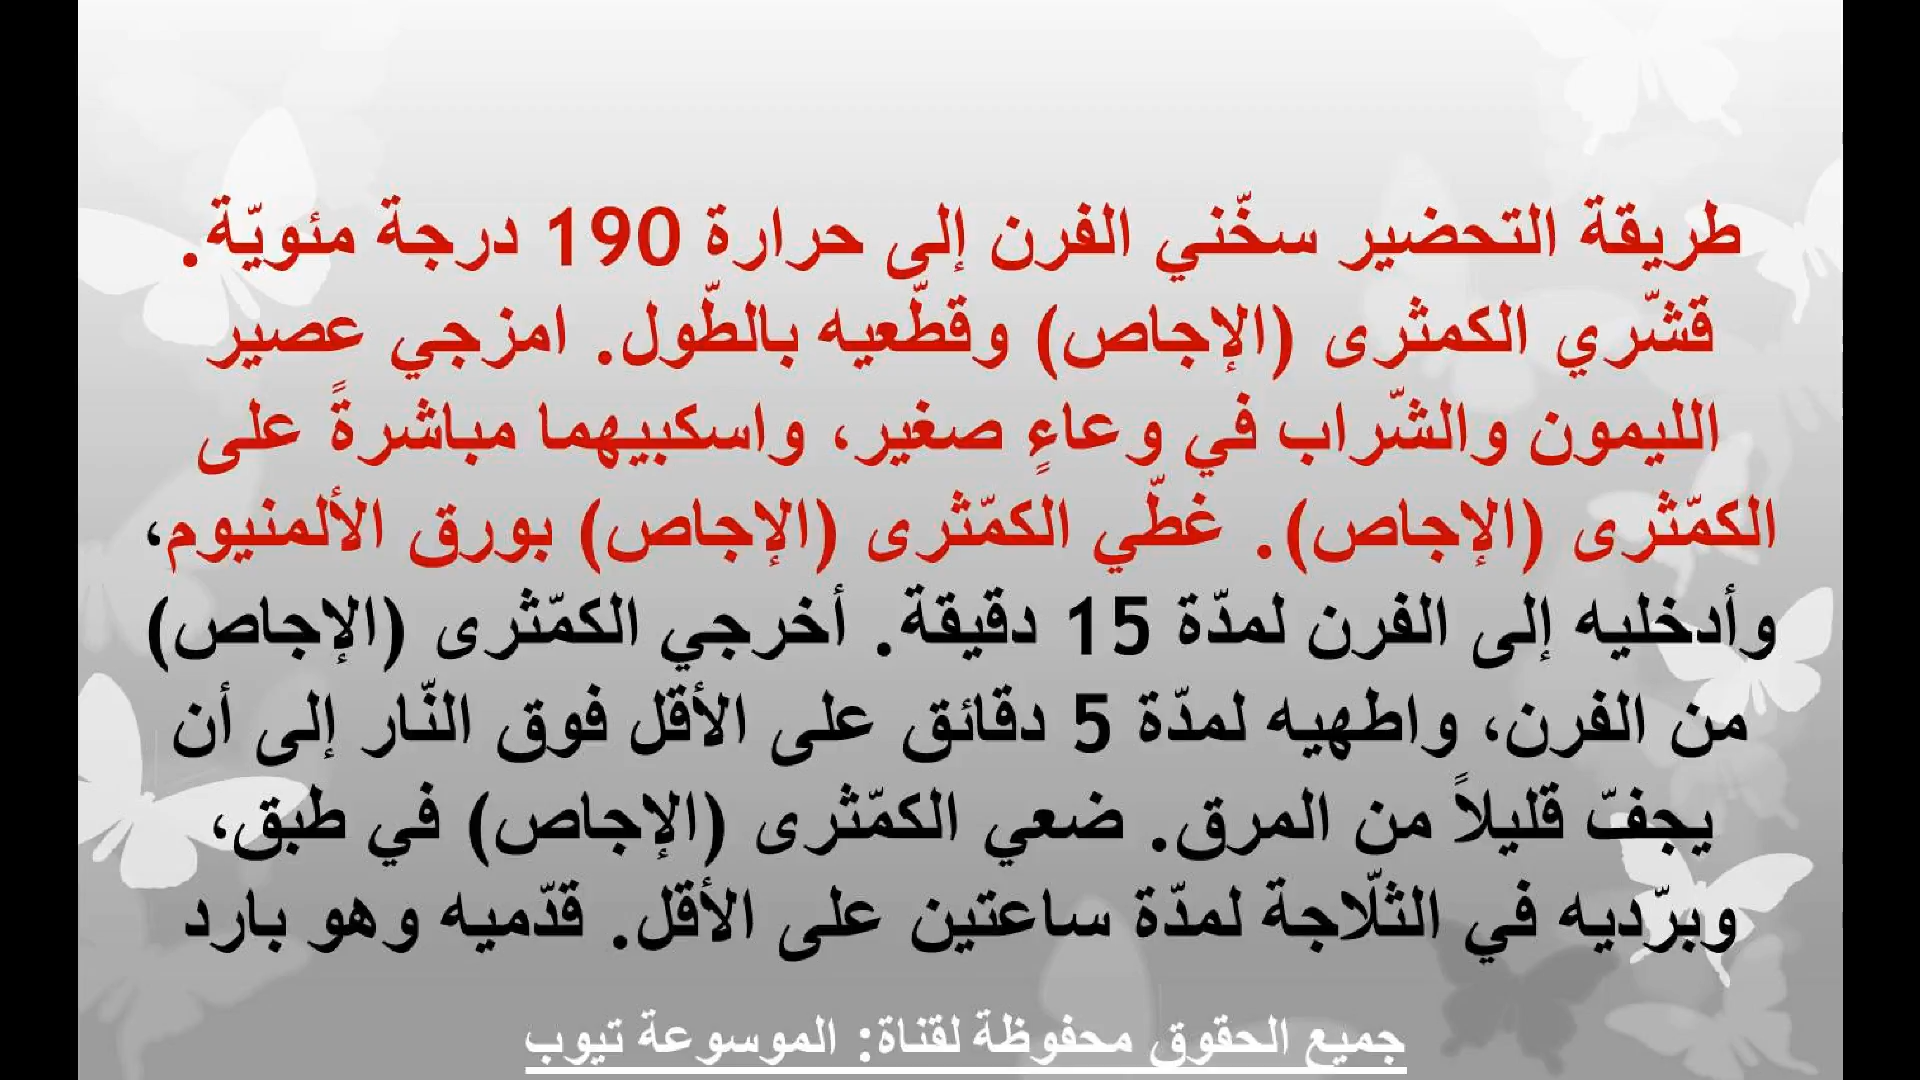 طريقة التحضير سخّني الفرن إلى حرارة 190 درجة مئويّة.
قشّري الكمثرى (الإجاص) وقطّعيه بالطّول. امزجي عصير
الليمون والشّراب في وعاءٍ صغير، واسكبيهما مباشرةً على
الكمّثرى (الإجاص). غطّي الكمّثرى (الإجاص) بورق الألمنيوم،
وأدخليه إلى الفرن لمدّة 15 دقيقة. أخرجي الكمّثرى (الإجاص)
من الفرن، واطهيه لمدّة 5 دقائق على الأقل فوق النّار إلى أن
يجفّ قليلاً من المرق. ضعي الكمّثرى (الإجاص) في طبق،
وبرّديه في الثلّاجة لمدّة ساعتين على الأقل. قدّميه وهو بارد
جميع الحقوق محفوظة لقناة: الموسوعة تيوب